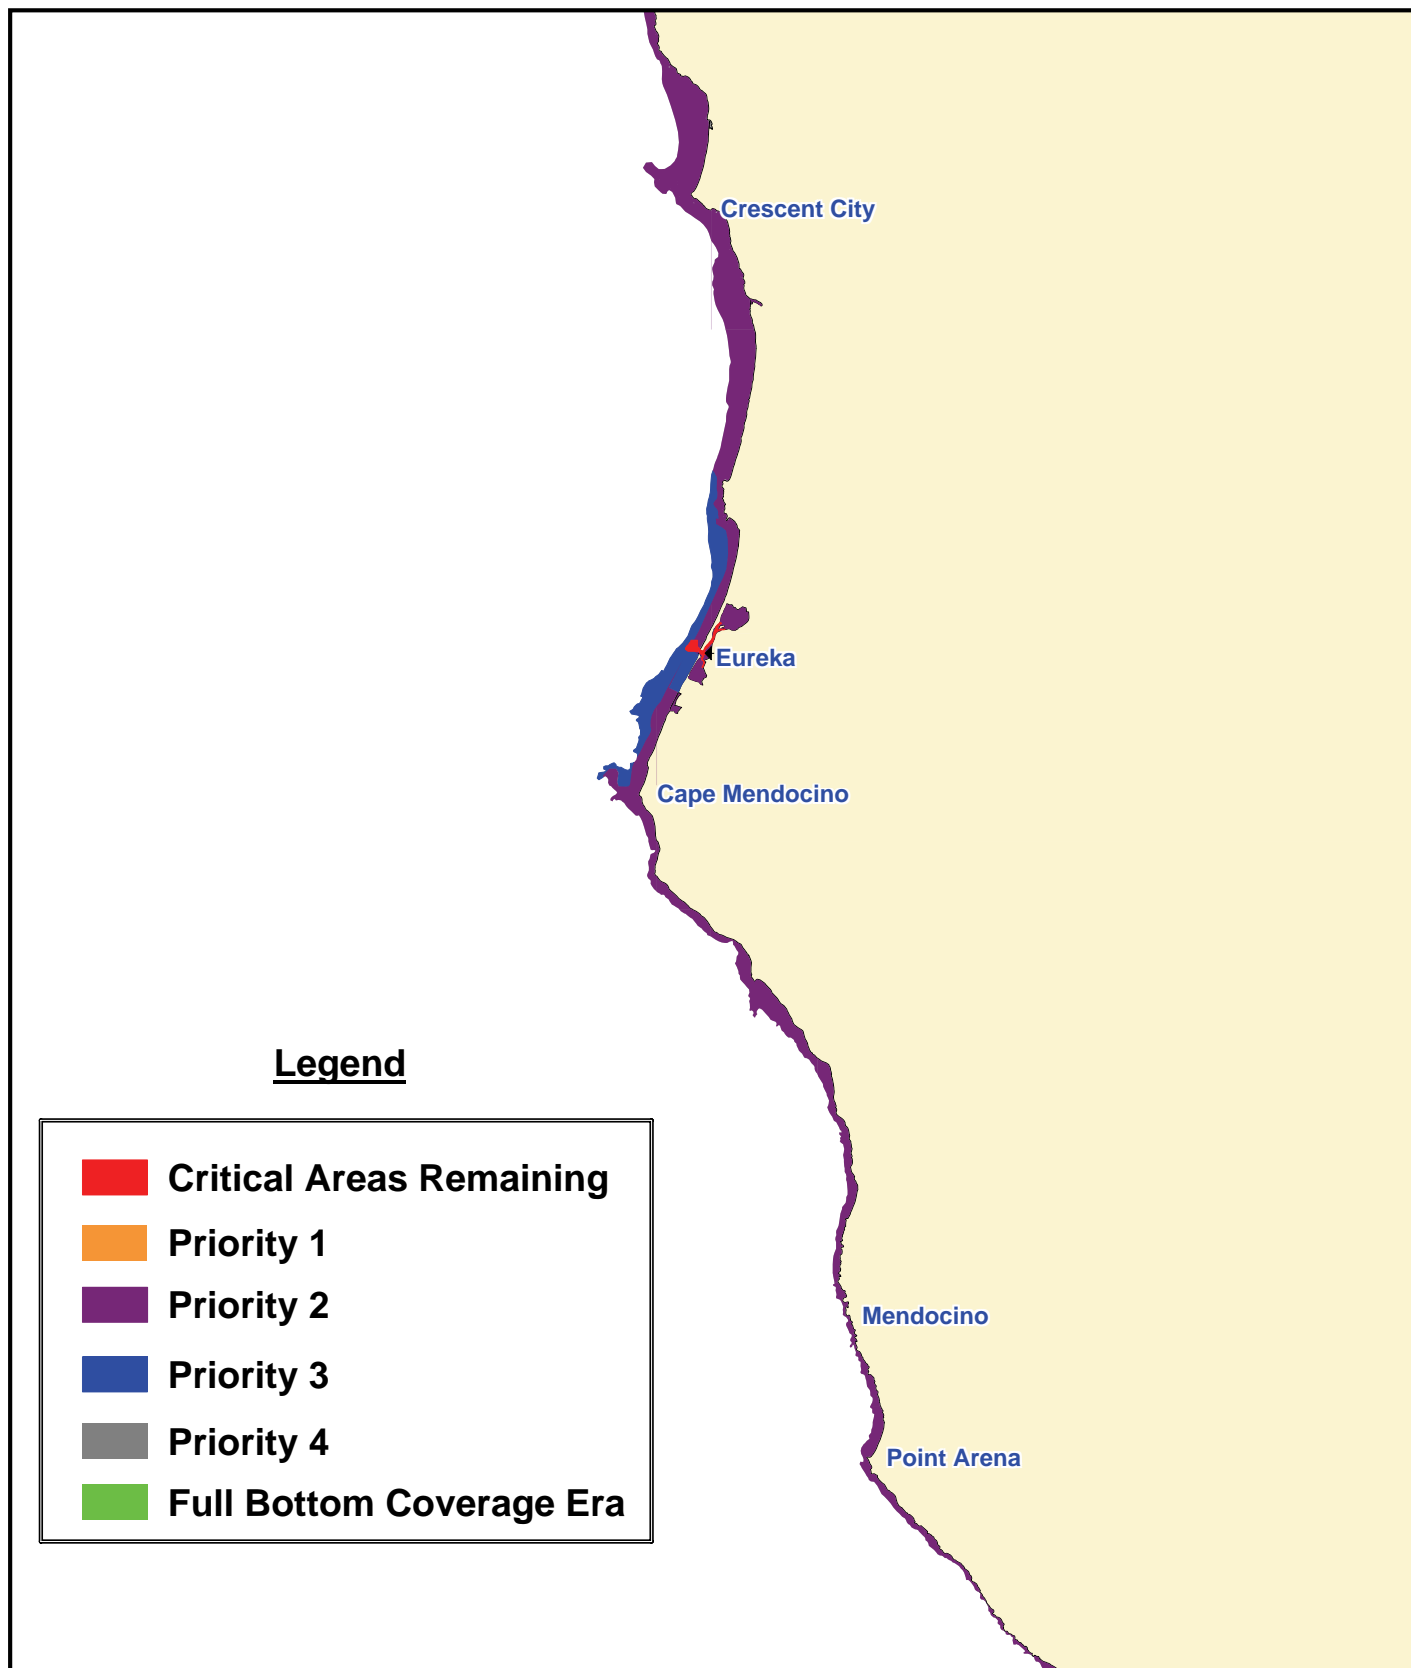 Crescent City
Eureka
Cape Mendocino
Legend
Critical Areas Remaining
Priority 1
Priority 2
Priority 3
Priority 4
Full Bottom Coverage Era
Mendocino
Point Arena